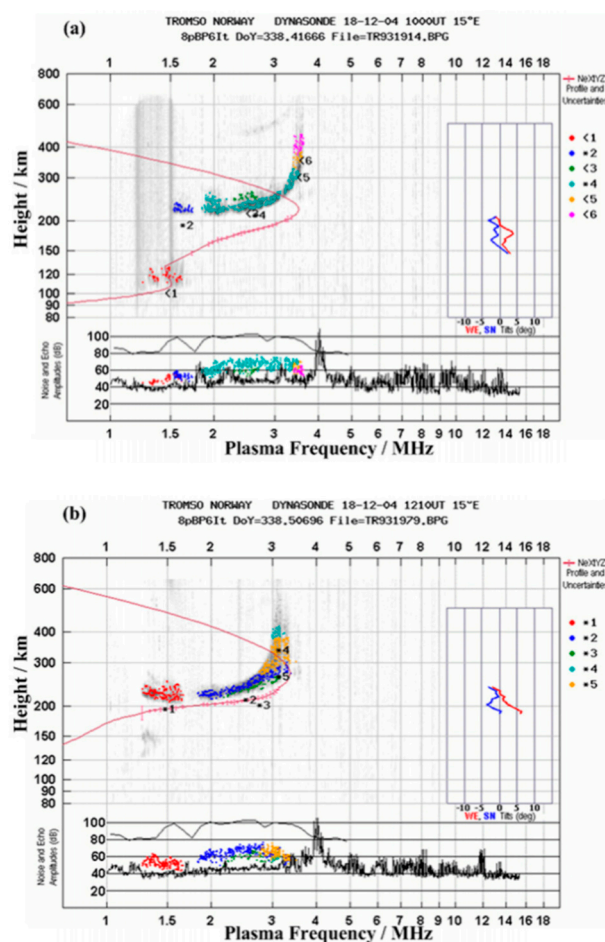 (a)
TROMSO NORWAY DYNASONDE 18-12-04 1000UT 15°E
8pBP6It DoY=338.41666 File=TR931914.BPG
1 1.5 2 3 4 5 6 7 8 9 10 12 14 16 18
800
600
400
300
200
150
120
100
90
80
Height / km
NeXtYZ
Profile and
Uncertainties
<1
*2
<3
*4
<5
<6
<6
<5
*4
*2
<1
-10 -5 0 5 10
WE, SN Tilts (deg)
Noise and Echo
Amplitudes (dB)
100
80
60
40
20
1 1.5 2 3 4 5 6 7 8 9 10 12 14 16 18
Plasma Frequency / MHz
(b)
TROMSO NORWAY DYNASONDE 18-12-04 1210UT 15°E
8pBP6It DoY=338.50696 File=TR931979.BPG
1 1.5 2 3 4 5 6 7 8 9 10 12 14 16 18
800
600
400
300
200
150
120
100
90
80
Height / km
NeXtYZ
Profile and
Uncertainties
*1
*2
*3
*4
*5
*4
*5
*2
*3
*1
-10 -5 0 5 10
WE, SN Tilts (deg)
Noise and Echo
Amplitudes (dB)
100
80
60
40
20
1 1.5 2 3 4 5 6 7 8 9 10 12 14 16 18
Plasma Frequency / MHz